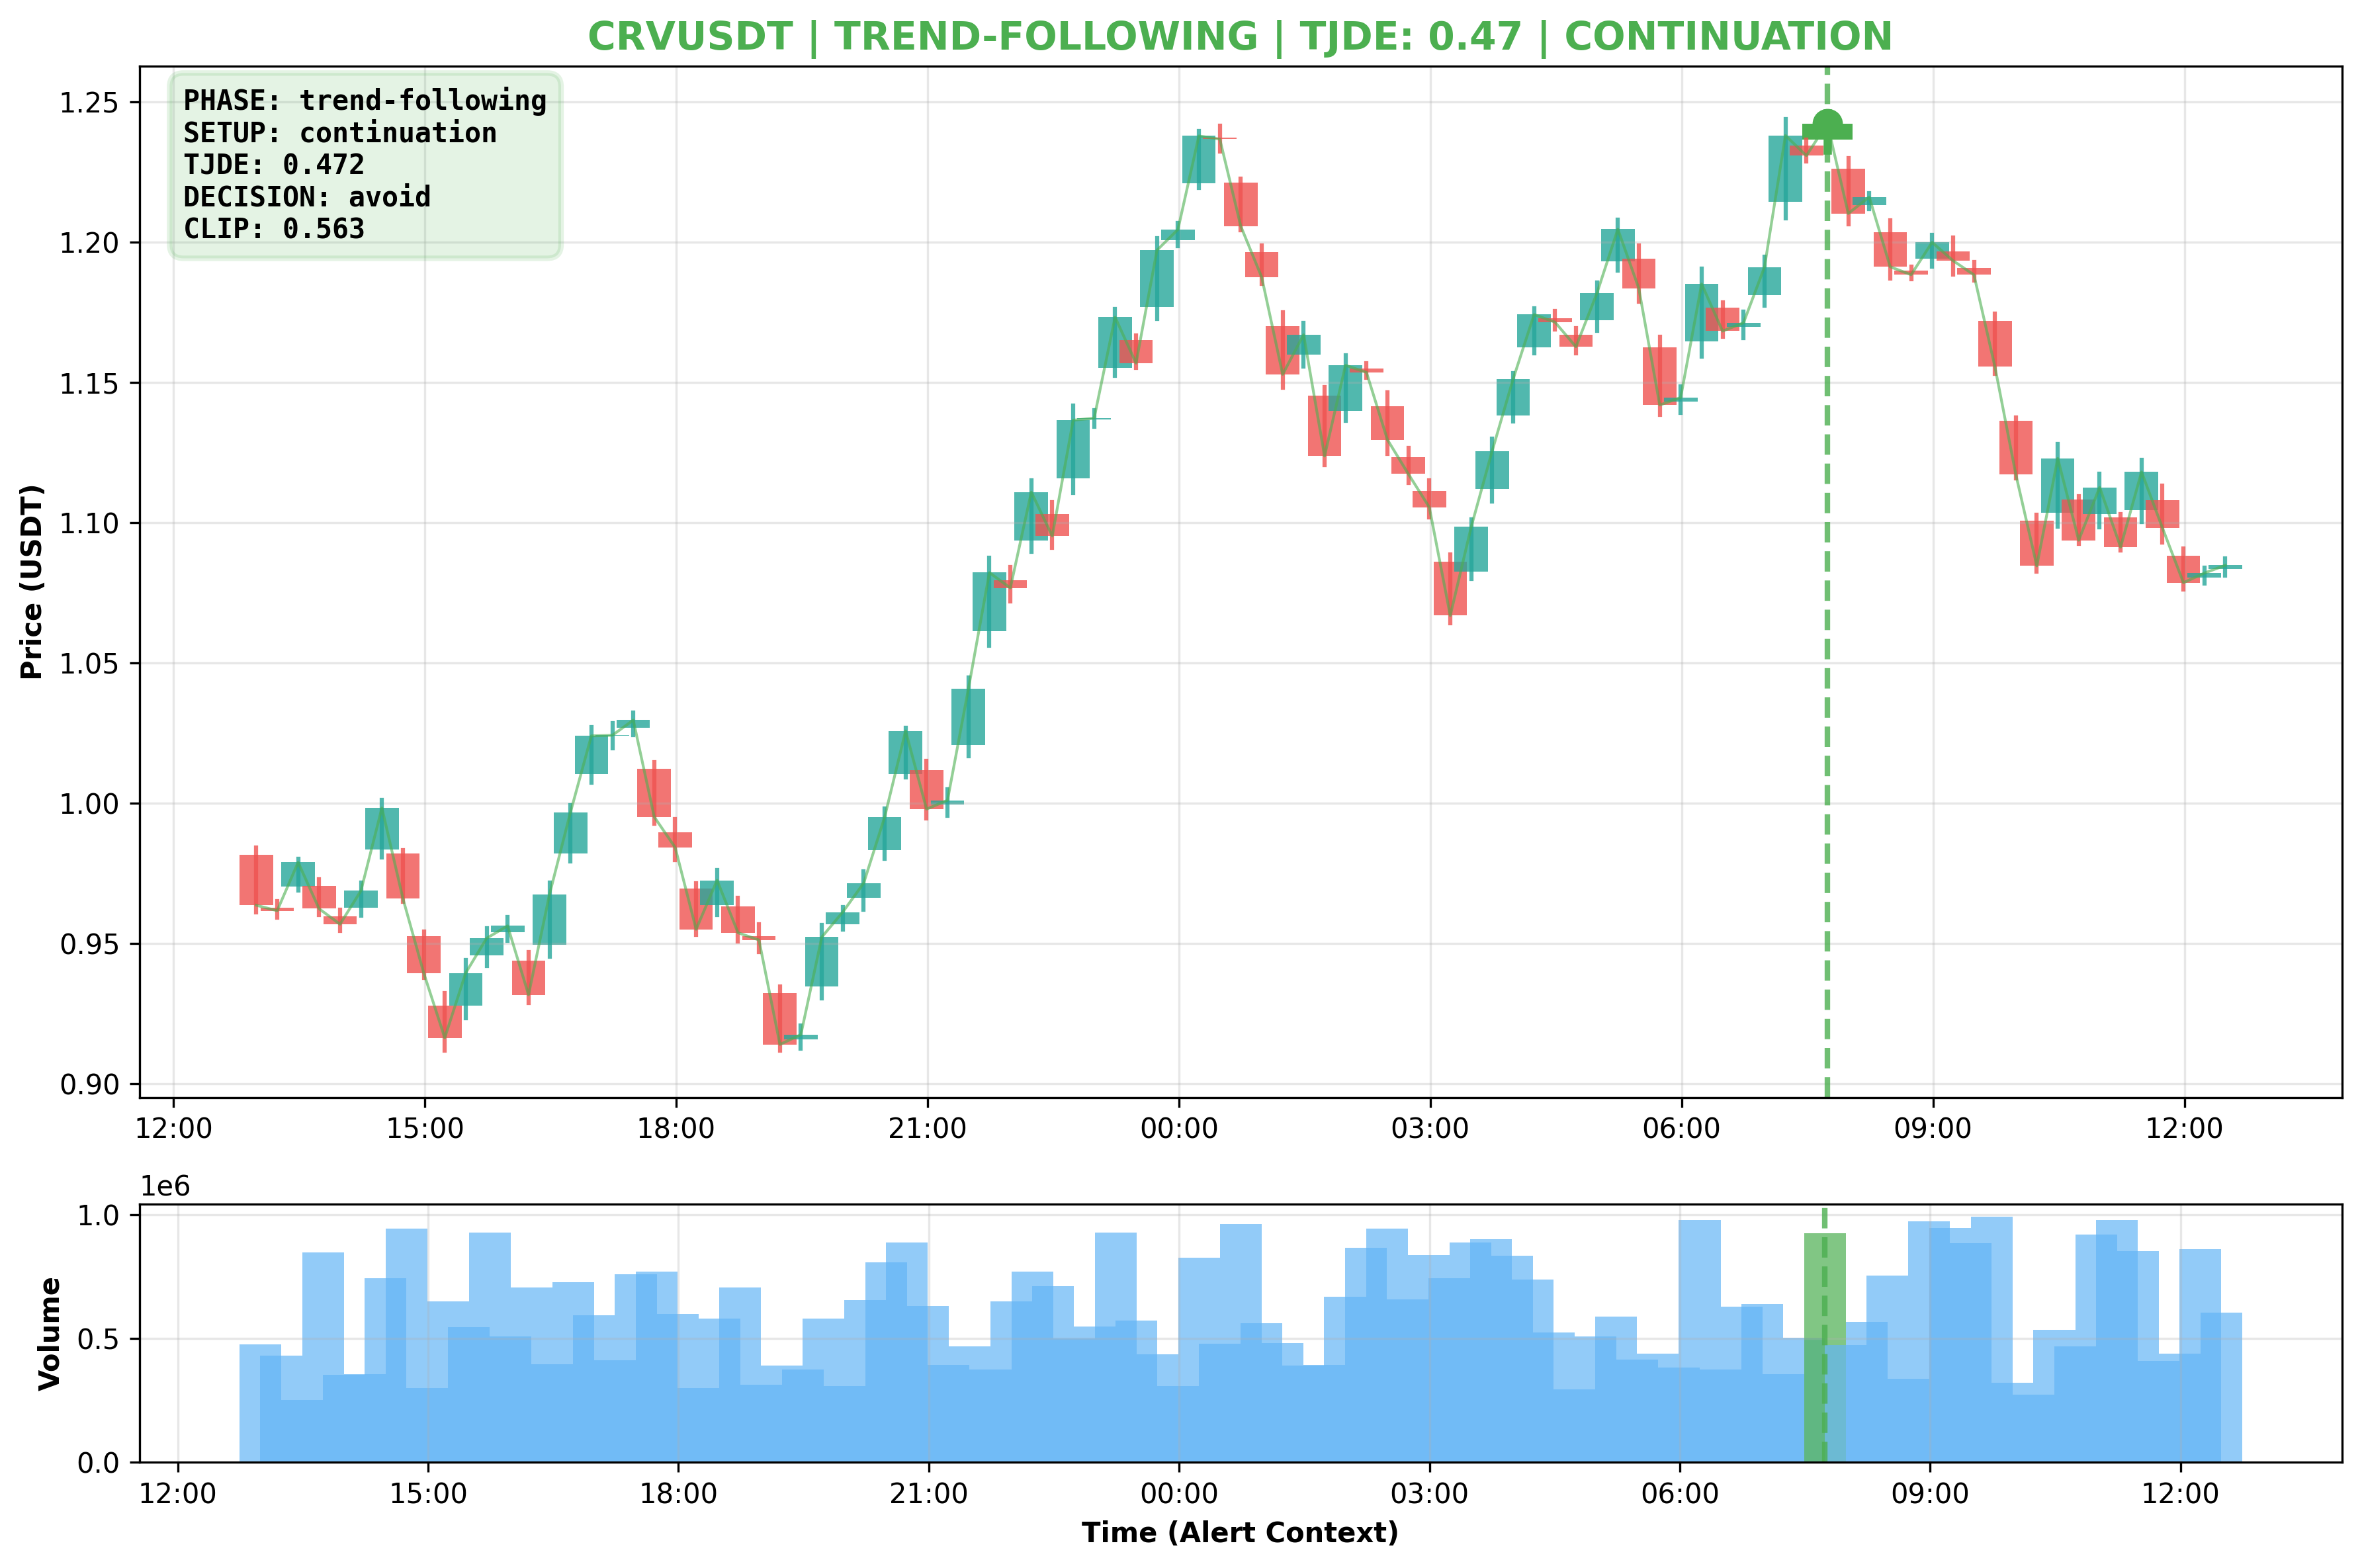 CRVUSDT | TREND-FOLLOWING | TJDE: 0.47 | CONTINUATION
PHASE: trend-following
SETUP: continuation
TJDE: 0.472
DECISION: avoid
CLIP: 0.563
Price (USDT)
1.25
1.20
1.15
1.10
1.05
1.00
0.95
0.90
12:00 15:00 18:00 21:00 00:00 03:00 06:00 09:00 12:00
1e6
Volume
1.0
0.5
0.0
12:00 15:00 18:00 21:00 00:00 03:00 06:00 09:00 12:00
Time (Alert Context)